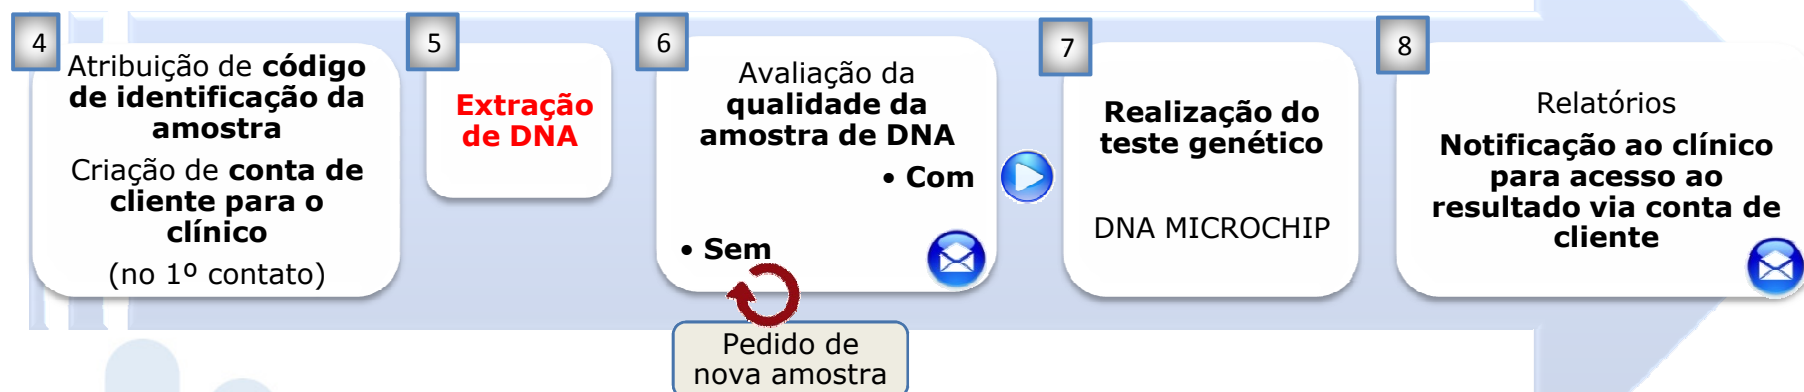 4
Atribuição de código
de identificação da
amostra
Criação de conta de
cliente para o
clínico
(no 1º contato)
5
Extração
de DNA
6
Avaliação da
qualidade da
amostra de DNA
• Com
• Sem
Pedido de
nova amostra
7
Realização do
teste genético
DNA MICROCHIP
8
Relatórios
Notificação ao clínico
para acesso ao
resultado via conta de
cliente